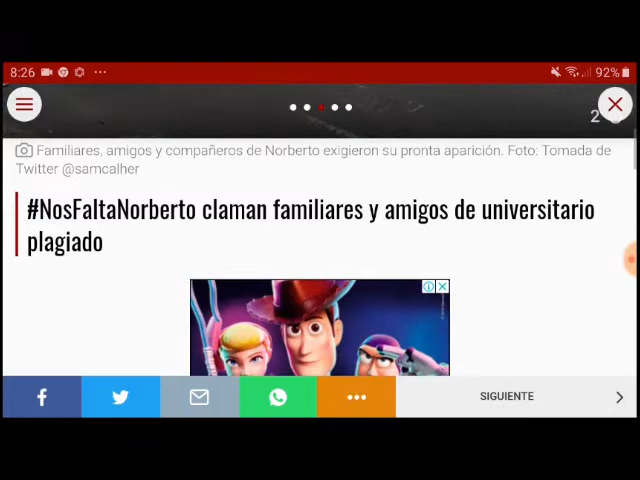 8:26
92%
Familiares, amigos y compañeros de Norberto exigieron su pronta aparición. Foto: Tomada de
Twitter @samcalher
#NosFaltaNorberto claman familiares y amigos de universitario
plagiado
SIGUIENTE